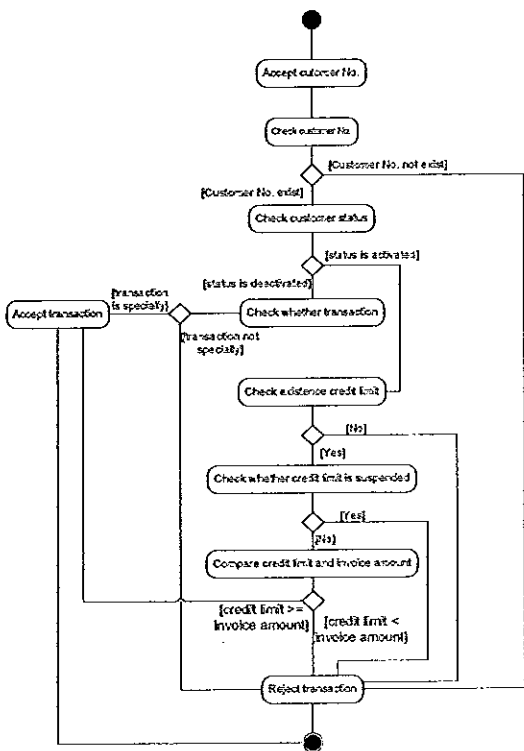 Accept cutomer No.
Check customer No
[Customer No. not exist]
[Customer No. exist]
Check customer status
[status is activated]
[status is deactivated]
[transaction
is specially]
Accept transaction
Check whether transaction
[transaction not
specially]
Check existence credit limit
[No]
[Yes]
Check whether credit limit is suspended
[Yes]
[No]
Compare credit limit and invoice amount
[credit limit >=
invoice amount]
[credit limit <
invoice amount]
Reject transaction